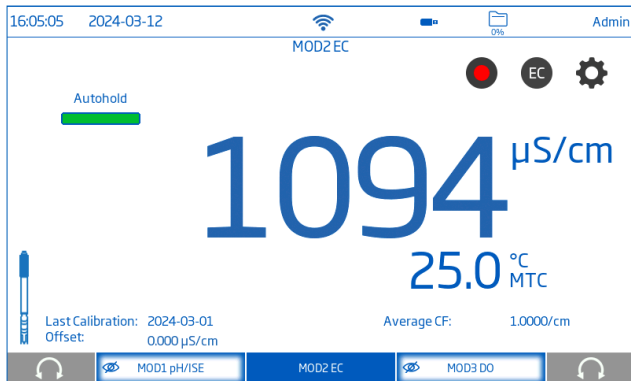 16:05:05 2024-03-12 0% Admin
MOD2 EC
EC
Autohold
1094 µS/cm
25.0 °C
MTC
Last Calibration: 2024-03-01 Average CF: 1.0000/cm
Offset: 0.000 µS/cm
MOD1 pH/ISE MOD2 EC MOD3 DO